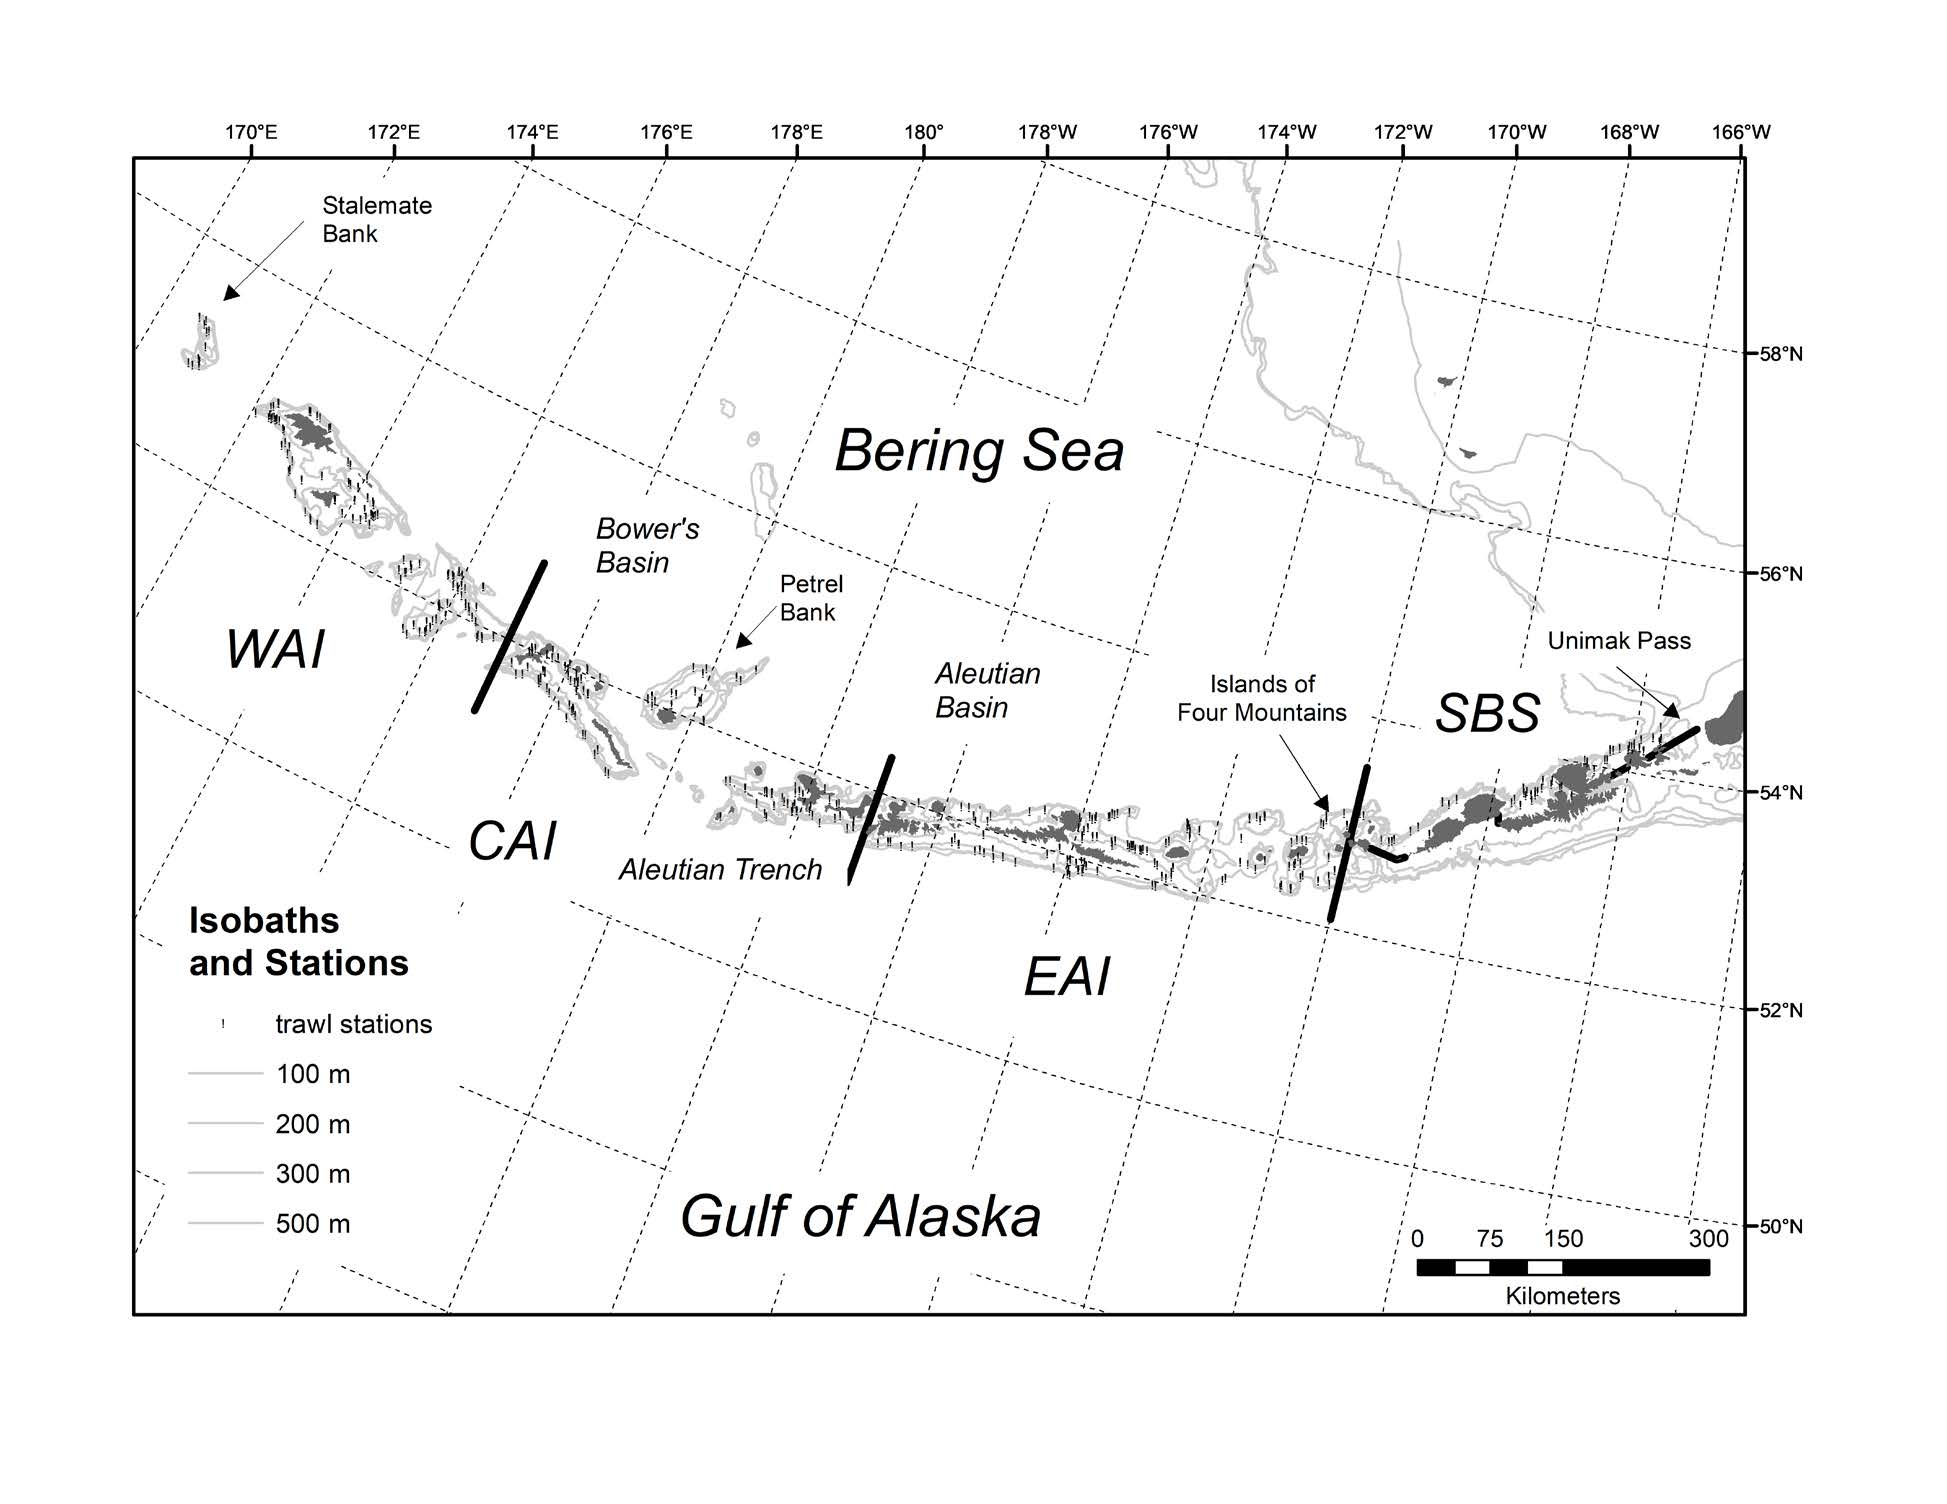 170°E 172°E 174°E 176°E 178°E 180° 178°W 176°W 174°W 172°W 170°W 168°W 166°W
Stalemate
Bank
58°N
Bering Sea
Bower's
Basin
56°N
Petrel
Bank
WAI
Unimak Pass
Aleutian
Basin
Islands of
Four Mountains
SBS
54°N
CAI
Aleutian Trench
EAI
52°N
Isobaths
and Stations
trawl stations
100 m
200 m
300 m
500 m
Gulf of Alaska
50°N
0 75 150 300
Kilometers